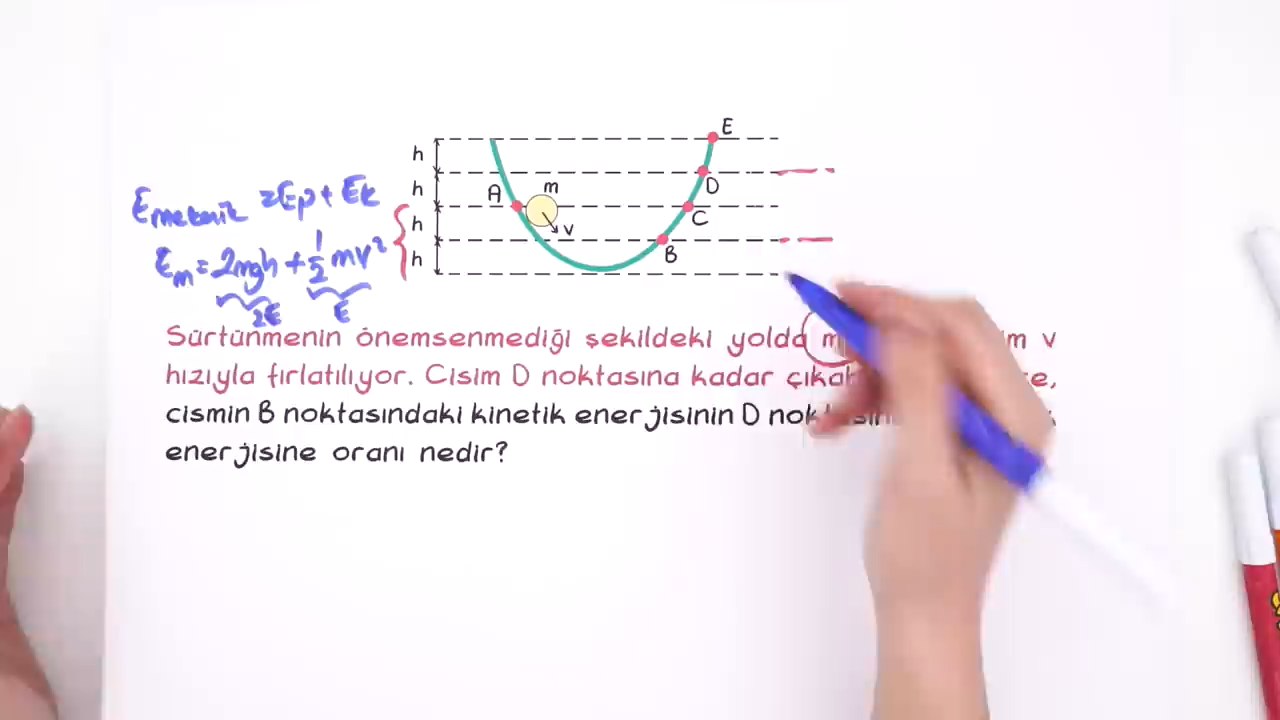 E
h
D
h
A
m
E mekanik = Ep + Ek
C
h
v
B
Em = 2mgh + 1/2 mv²
h
2E
E
Sürtünmenin önemsenmediği şekildeki yolda m v
hızıyla fırlatılıyor. Cisim D noktasına kadar
cismin B noktasındaki kinetik enerjisinin D
enerjisine oranı nedir?